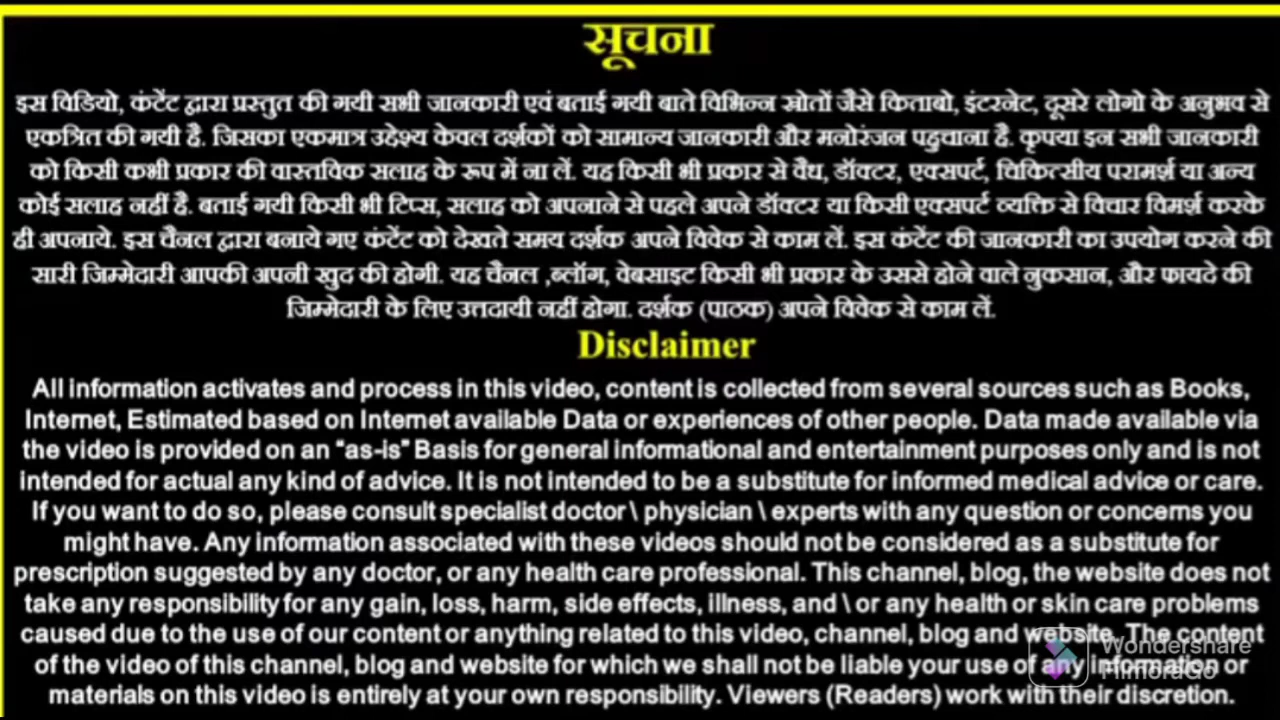 सूचना
इस विडियो, कंटेंट द्वारा प्रस्तुत की गयी सभी जानकारी एवं बताई गयी बाते विभिन्न स्रोतों जैसे किताबो, इंटरनेट, दूसरे लोगो के अनुभव से
एकत्रित की गयी है. जिसका एकमात्र उद्देश्य केवल दर्शकों को सामान्य जानकारी और मनोरंजन पहुचाना है. कृपया इन सभी जानकारी
को किसी कभी प्रकार की वास्तविक सलाह के रूप में ना लें. यह किसी भी प्रकार से वैध, डॉक्टर, एक्सपर्ट, चिकित्सीय परामर्श या अन्य
कोई सलाह नहीं है. बताई गयी किसी भी टिप्स, सलाह को अपनाने से पहले अपने डॉक्टर या किसी एक्सपर्ट व्यक्ति से विचार विमर्श करके
ही अपनाये. इस चैनल द्वारा बनाये गए कंटेंट को देखते समय दर्शक अपने विवेक से काम लें. इस कंटेंट की जानकारी का उपयोग करने की
सारी जिम्मेदारी आपकी अपनी खुद की होगी. यह चैनल ,ब्लॉग, वेबसाइट किसी भी प्रकार के उससे होने वाले नुकसान, और फायदे की
जिम्मेदारी के लिए उत्तदायी नहीं होगा. दर्शक (पाठक) अपने विवेक से काम लें.
Disclaimer
All information activates and process in this video, content is collected from several sources such as Books,
Internet, Estimated based on Internet available Data or experiences of other people. Data made available via
the video is provided on an “as-is” Basis for general informational and entertainment purposes only and is not
intended for actual any kind of advice. It is not intended to be a substitute for informed medical advice or care.
If you want to do so, please consult specialist doctor \ physician \ experts with any question or concerns you
might have. Any information associated with these videos should not be considered as a substitute for
prescription suggested by any doctor, or any health care professional. This channel, blog, the website does not
take any responsibility for any gain, loss, harm, side effects, illness, and \ or any health or skin care problems
caused due to the use of our content or anything related to this video, channel, blog and website. The content
of the video of this channel, blog and website for which we shall not be liable your use of any information or
materials on this video is entirely at your own responsibility. Viewers (Readers) work with their discretion.
Wondershare
FilmoraGo